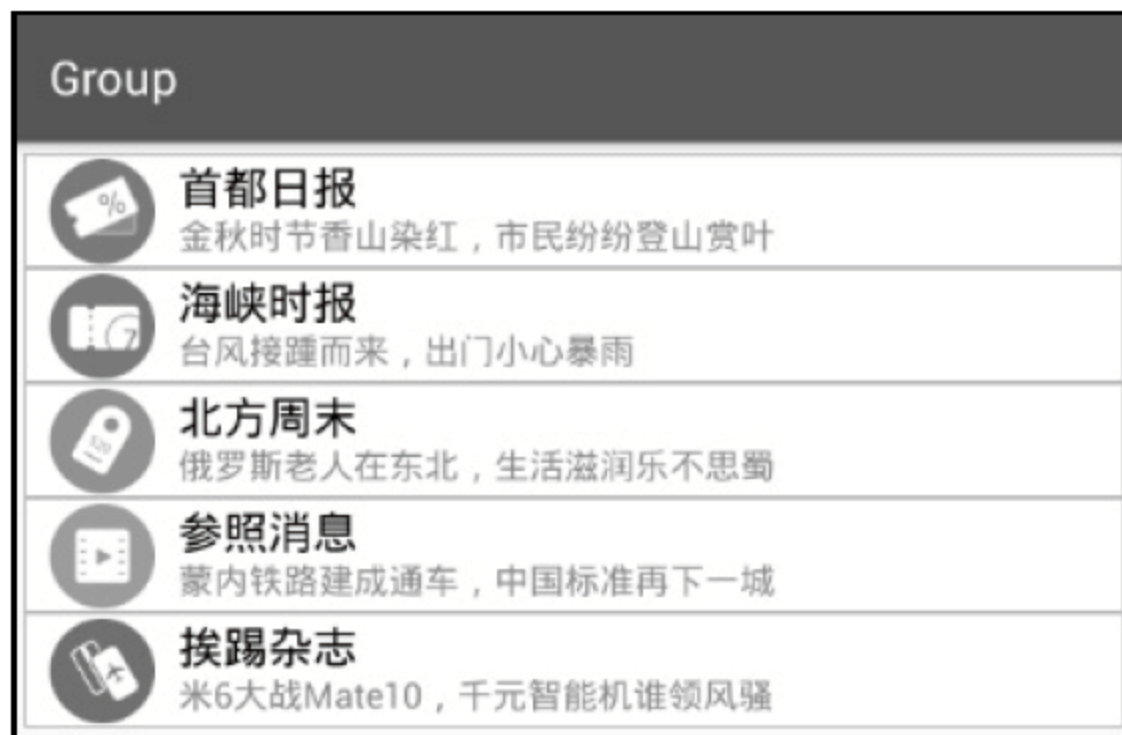 Group
%
首都日报
金秋时节香山染红，市民纷纷登山赏叶
7
海峡时报
台风接踵而来，出门小心暴雨
北方周末
俄罗斯老人在东北，生活滋润乐不思蜀
参照消息
蒙内铁路建成通车，中国标准再下一城
挨踢杂志
米6大战Mate10，千元智能机谁领风骚